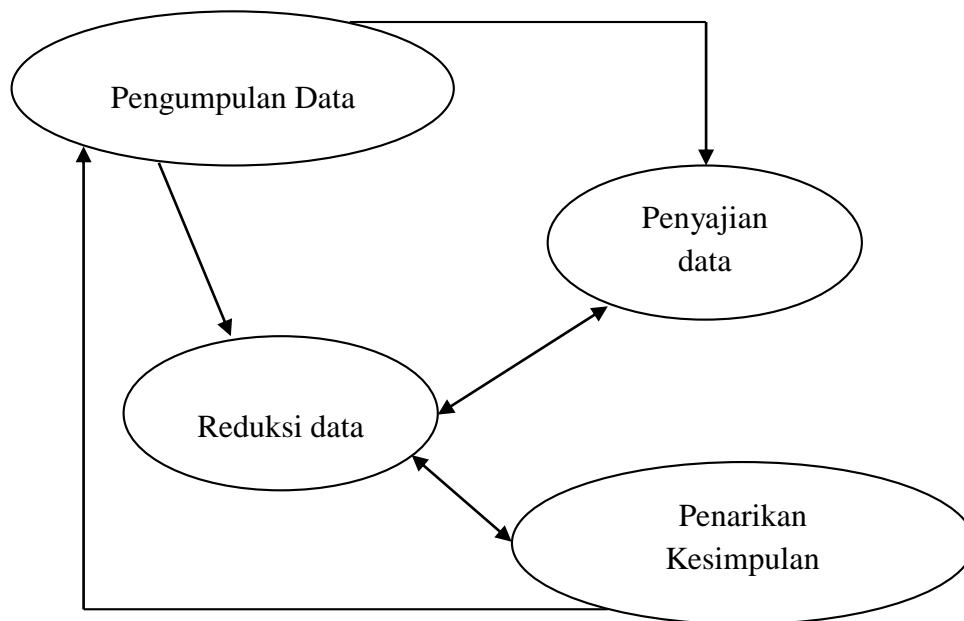 Pengumpulan Data
Penyajian
data
Reduksi data
Penarikan
Kesimpulan